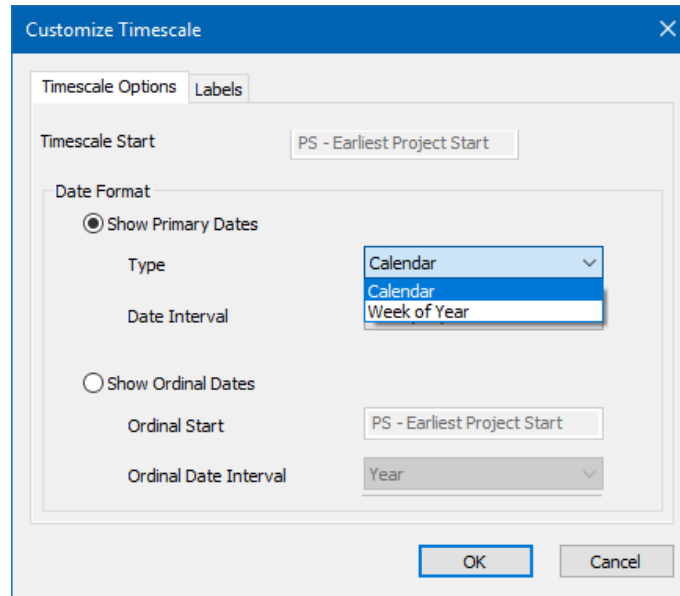 Customize Timescale
Timescale Options
Labels
Timescale Start
PS - Earliest Project Start
Date Format
Show Primary Dates
Type
Calendar
Calendar
Week of Year
Date Interval
Show Ordinal Dates
Ordinal Start
PS - Earliest Project Start
Ordinal Date Interval
Year
OK
Cancel